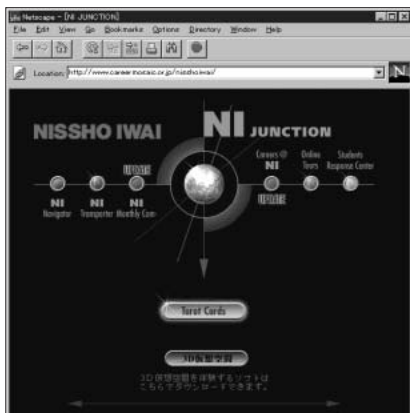 Netscape - [NI JUNCTION]
File Edit View Go Bookmarks Options Directory Window Help
Location: http://www.careermosaic.or.jp/nisshoiwai/
N
NISSHO IWAI
NI JUNCTION
UPDATE
NI
Navigator
NI
Transporter
NI
Monthly Com
Careers @
NI
UPDATE
Online
Tours
Students
Response Center
Tarot Cards
3D仮想空間
3D仮想空間を体験するソフトは
こちらでダウンロードできます。